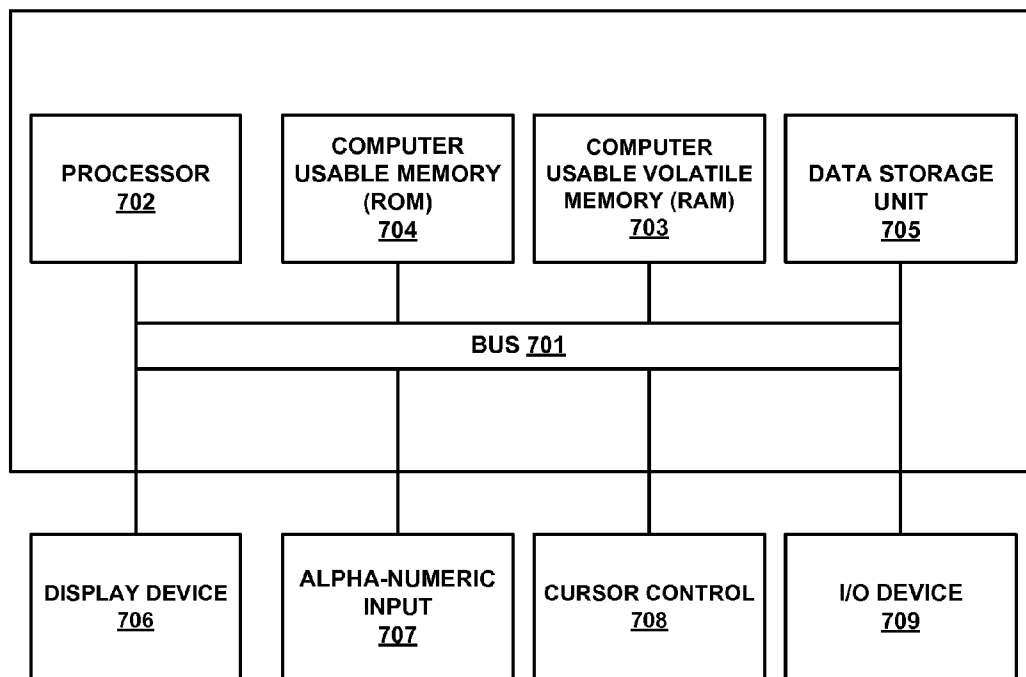 PROCESSOR
702
COMPUTER
USABLE MEMORY
(ROM)
704
COMPUTER
USABLE VOLATILE
MEMORY (RAM)
703
DATA STORAGE
UNIT
705
BUS 701
DISPLAY DEVICE
706
ALPHA-NUMERIC
INPUT
707
CURSOR CONTROL
708
I/O DEVICE
709